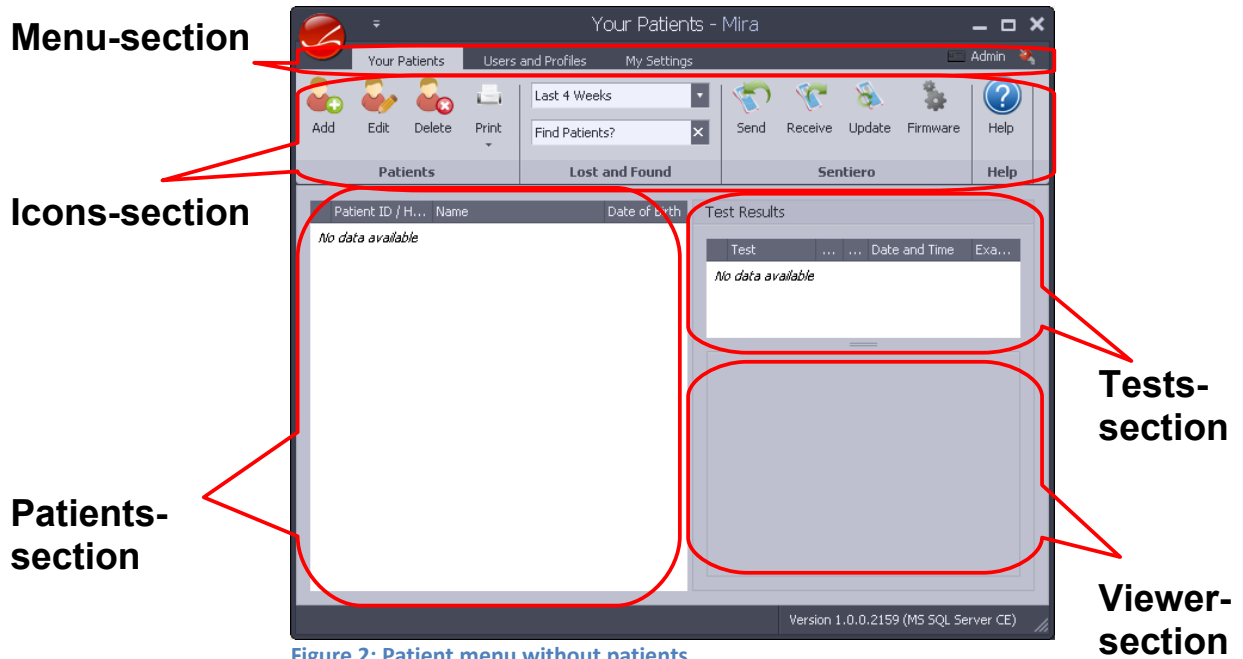 Menu-section
Your Patients - Mira
Your Patients Users and Profiles My Settings Admin
Add Edit Delete Print
Last 4 Weeks
Find Patients?
Send Receive Update Firmware Help
Patients Lost and Found Sentiero Help
Icons-section
Patient ID / H... Name Date of Birth
No data available
Test Results
Test ... ... Date and Time Exa...
No data available
Tests-
section
Patients-
section
Viewer-
section
Version 1.0.0.2159 (MS SQL Server CE)
Figure 2: Patient menu without patients